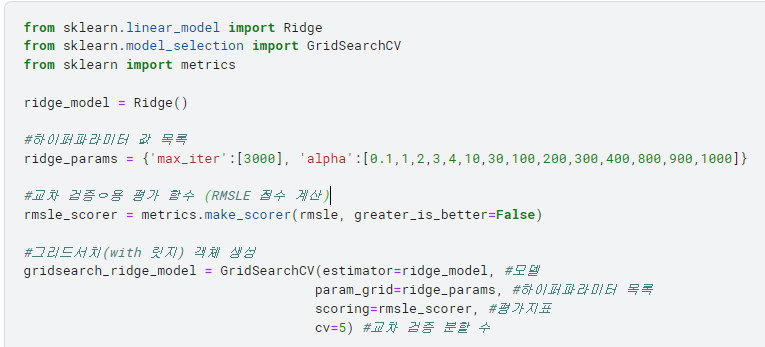 from sklearn.linear_model import Ridge
from sklearn.model_selection import GridSearchCV
from sklearn import metrics
ridge_model = Ridge()
#하이퍼파라미터 값 목록
ridge_params = {'max_iter':[3000], 'alpha':[0.1,1,2,3,4,10,30,100,200,300,400,800,900,1000]}
#교차 검증ㅇ용 평가 함수 (RMSLE 점수 계산)
rmsle_scorer = metrics.make_scorer(rmsle, greater_is_better=False)
#그리드서치(with 릿지) 객체 생성
gridsearch_ridge_model = GridSearchCV(estimator=ridge_model, #모델
param_grid=ridge_params, #하이퍼파라미터 목록
scoring=rmsle_scorer, #평가지표
cv=5) #교차 검증 분할 수